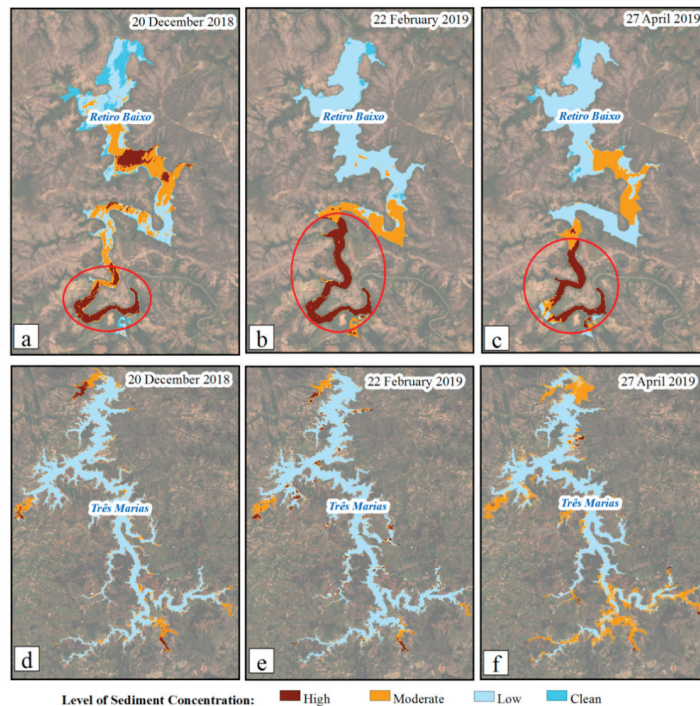 20 December 2018
Retiro Baixo
a
22 February 2019
Retiro Baixo
b
27 April 2019
Retiro Baixo
c
20 December 2018
Três Marias
d
22 February 2019
Três Marias
e
27 April 2019
Três Marias
f
Level of Sediment Concentration: High Moderate Low Clean